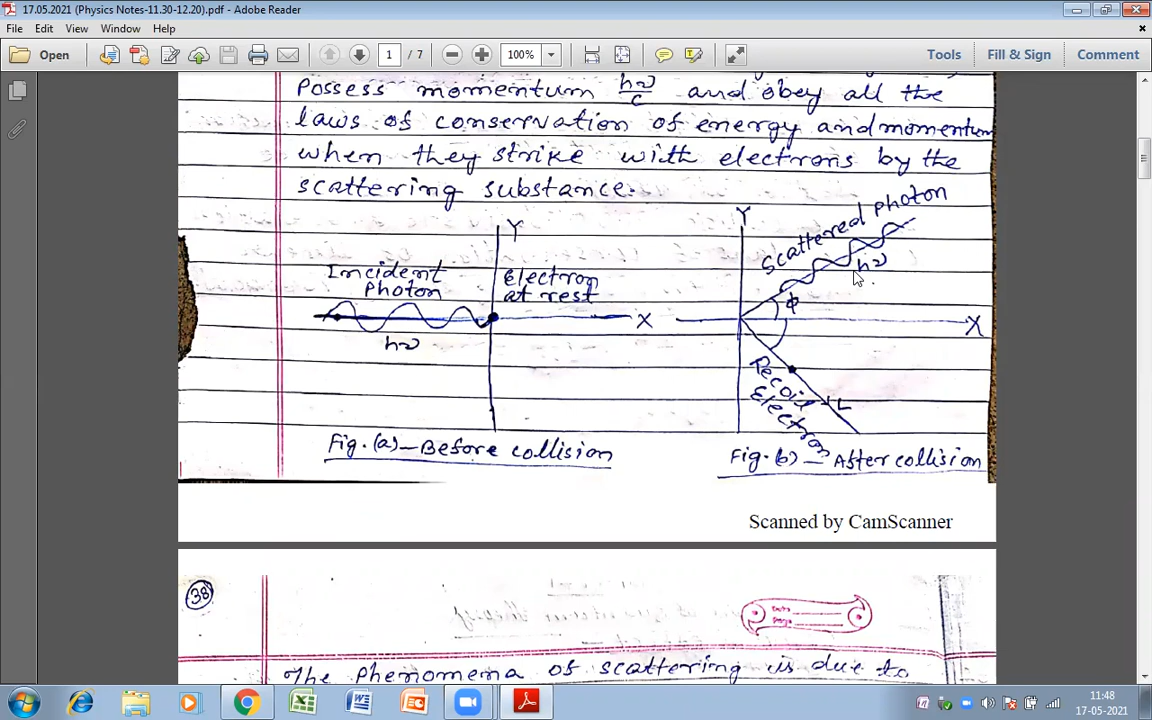 17.05.2021 (Physics Notes-11.30-12.20).pdf - Adobe Reader
File Edit View Window Help
Open 1 / 7 100% Tools Fill & Sign Comment
Possess momentum hν/c and obey all the
laws of conservation of energy and momentum
when they strike with electrons by the
scattering substance.
Y Y
Scattered photon
hν
Incident Photon
Electron at rest
ϕ
X X
hν
Recoil Electron
Fig.(a)-Before collision
Fig.(b)-After collision
Scanned by CamScanner
38
The phenomena of scattering is due to
11:48
17-05-2021